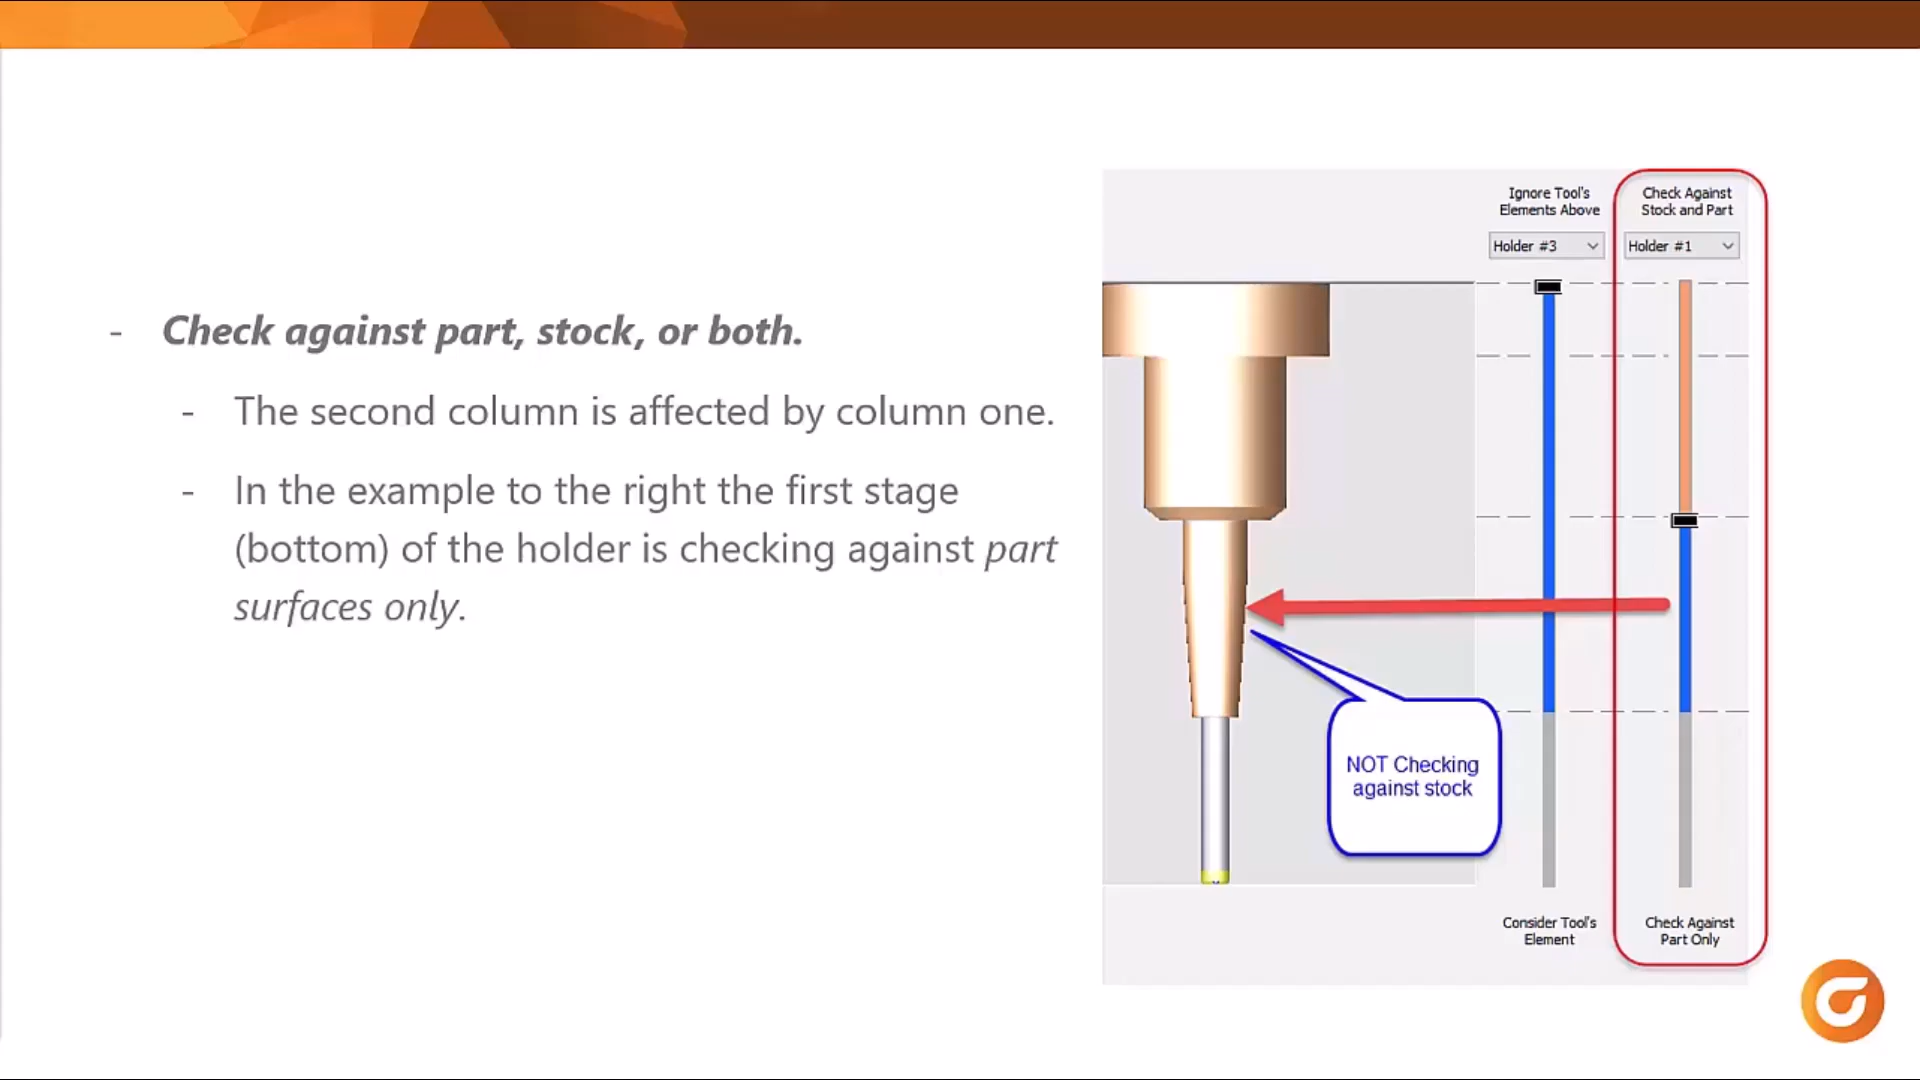 - Check against part, stock, or both.
- The second column is affected by column one.
- In the example to the right the first stage
(bottom) of the holder is checking against part
surfaces only.
Ignore Tool's
Elements Above
Holder #3
Check Against
Stock and Part
Holder #1
NOT Checking
against stock
Consider Tool's
Element
Check Against
Part Only